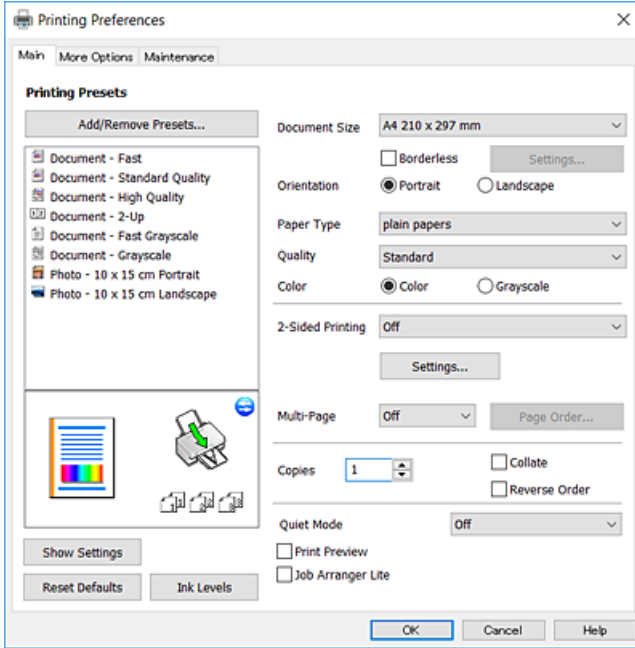 Printing Preferences
Main More Options Maintenance
Printing Presets
Add/Remove Presets...
Document - Fast
Document - Standard Quality
Document - High Quality
Document - 2-Up
Document - Fast Grayscale
Document - Grayscale
Photo - 10 x 15 cm Portrait
Photo - 10 x 15 cm Landscape
Show Settings
Reset Defaults Ink Levels
Document Size A4 210 x 297 mm
Borderless Settings...
Orientation Portrait Landscape
Paper Type plain papers
Quality Standard
Color Color Grayscale
2-Sided Printing Off
Settings...
Multi-Page Off Page Order...
Copies 1 Collate
Reverse Order
Quiet Mode Off
Print Preview
Job Arranger Lite
OK Cancel Help